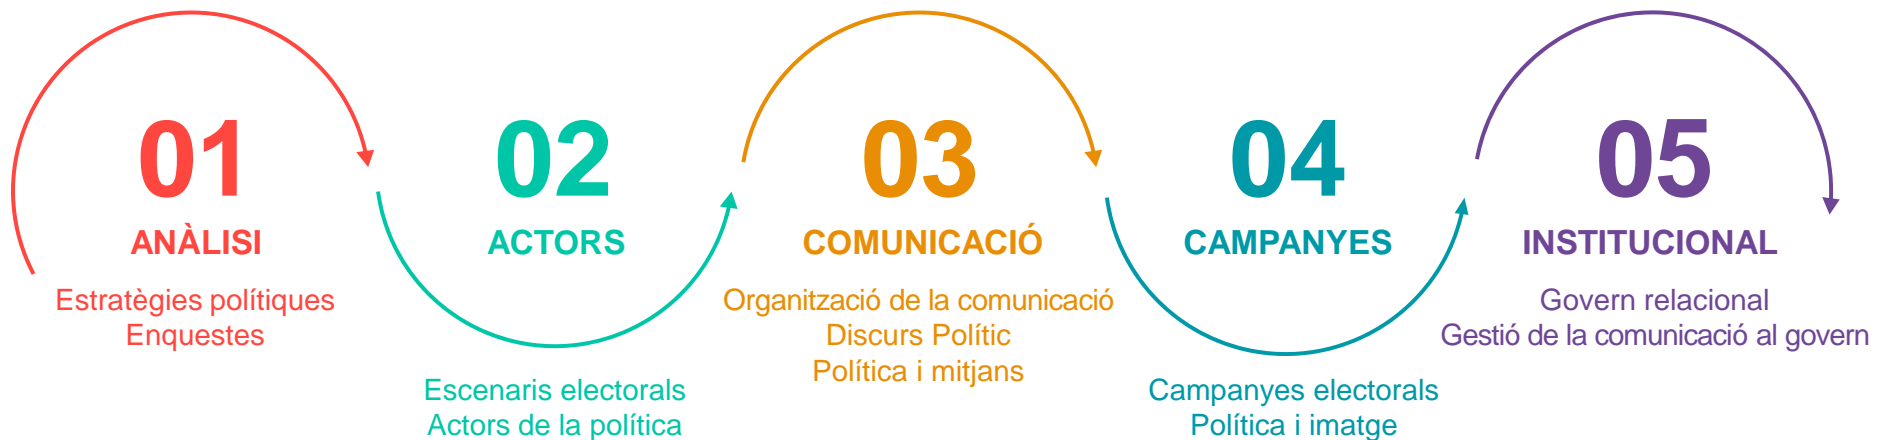 01
ANÀLISI
Estratègies polítiques
Enquestes
02
ACTORS
Escenaris electorals
Actors de la política
03
COMUNICACIÓ
Organització de la comunicació
Discurs Polític
Política i mitjans
04
CAMPANYES
Campanyes electorals
Política i imatge
05
INSTITUCIONAL
Govern relacional
Gestió de la comunicació al govern